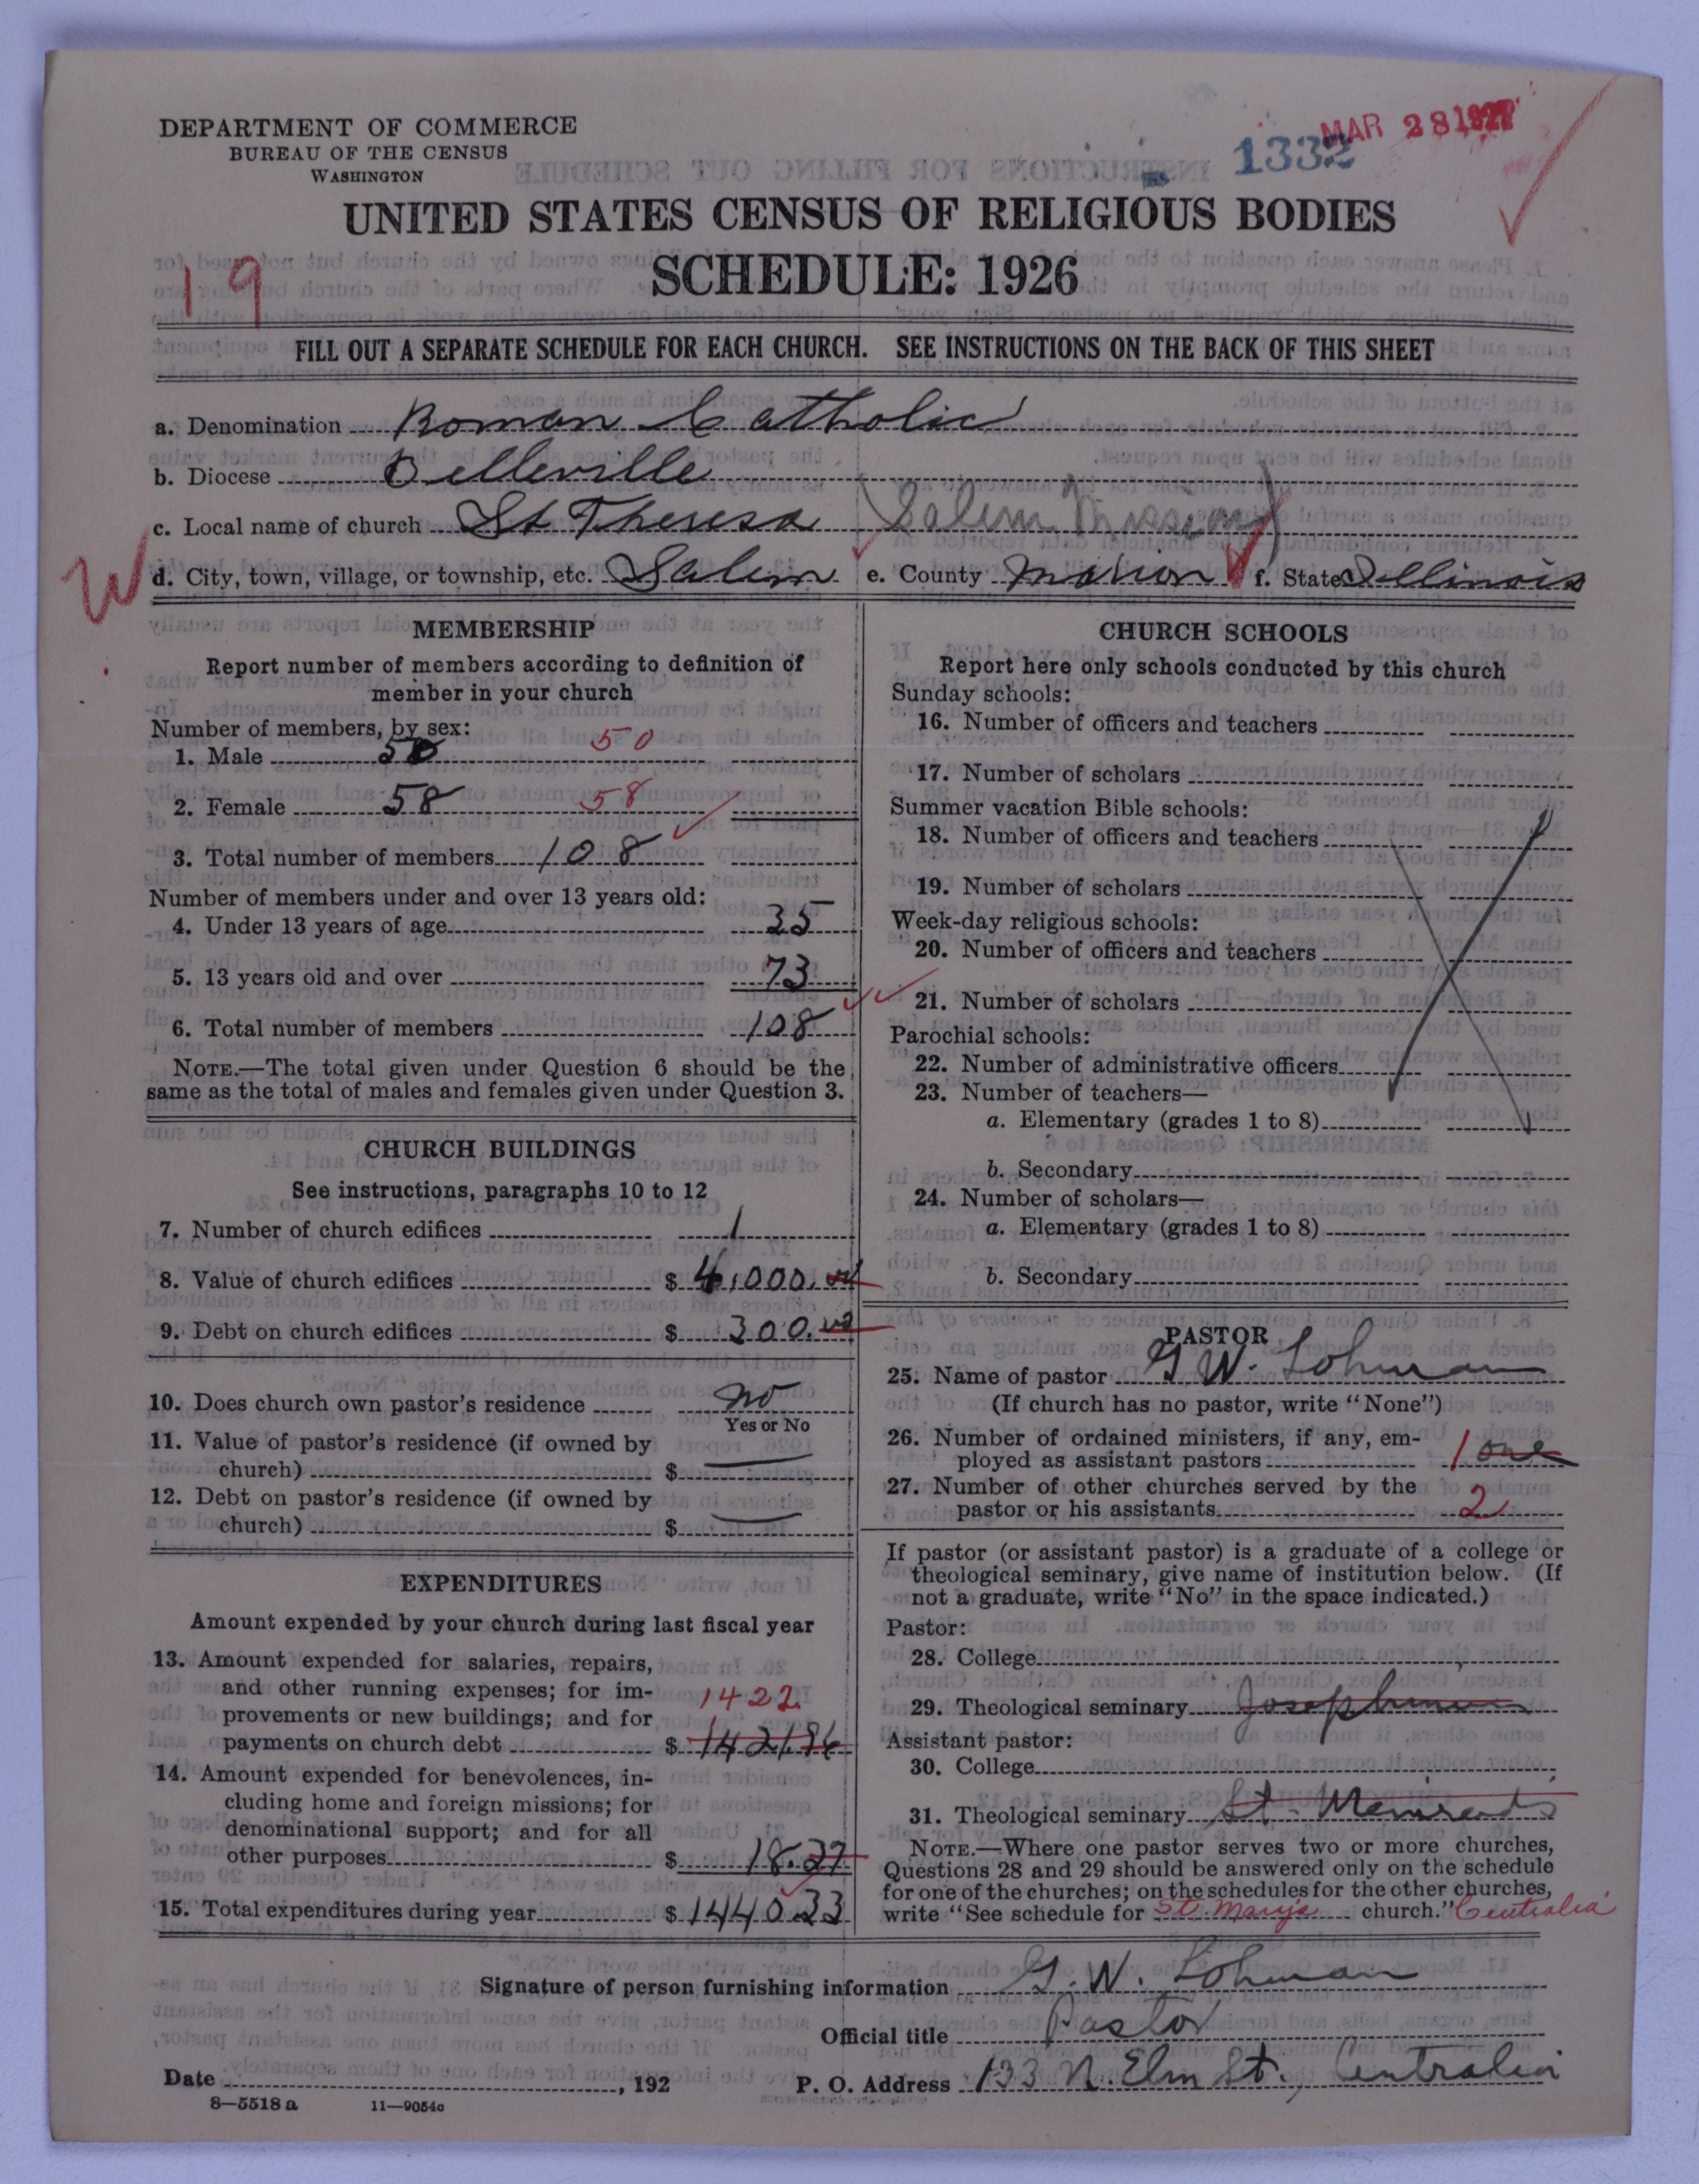 DEPARTMENT OF COMMERCE
BUREAU OF THE CENSUS
WASHINGTON
MAR 28 1927
1332
UNITED STATES CENSUS OF RELIGIOUS BODIES
SCHEDULE: 1926
19
FILL OUT A SEPARATE SCHEDULE FOR EACH CHURCH. SEE INSTRUCTIONS ON THE BACK OF THIS SHEET
a. Denomination Roman Catholic
b. Diocese Belleville
c. Local name of church St Theresa (Salem Mission)
W d. City, town, village, or township, etc. Salem e. County Marion f. State Illinois
MEMBERSHIP
Report number of members according to definition of
member in your church
Number of members, by sex:
1. Male 50 50
2. Female 58 58
3. Total number of members 108
Number of members under and over 13 years old:
4. Under 13 years of age 35
5. 13 years old and over 73
6. Total number of members 108
NOTE.—The total given under Question 6 should be the
same as the total of males and females given under Question 3.
CHURCH BUILDINGS
See instructions, paragraphs 10 to 12
7. Number of church edifices 1
8. Value of church edifices $ 4,000.00
9. Debt on church edifices $ 300.00
10. Does church own pastor's residence no
Yes or No
11. Value of pastor's residence (if owned by
church) $ —
12. Debt on pastor's residence (if owned by
church) $ —
EXPENDITURES
Amount expended by your church during last fiscal year
13. Amount expended for salaries, repairs,
and other running expenses; for im- 1422
provements or new buildings; and for
payments on church debt $ 1421.96
14. Amount expended for benevolences, in-
cluding home and foreign missions; for
denominational support; and for all
other purposes $ 18.37
15. Total expenditures during year $ 1440.33
CHURCH SCHOOLS
Report here only schools conducted by this church
Sunday schools:
16. Number of officers and teachers
17. Number of scholars
Summer vacation Bible schools:
18. Number of officers and teachers
19. Number of scholars
Week-day religious schools:
20. Number of officers and teachers
21. Number of scholars
Parochial schools:
22. Number of administrative officers
23. Number of teachers—
a. Elementary (grades 1 to 8)
b. Secondary
24. Number of scholars—
a. Elementary (grades 1 to 8)
b. Secondary
PASTOR
25. Name of pastor G W. Lohman
(If church has no pastor, write "None")
26. Number of ordained ministers, if any, em-
ployed as assistant pastors 1 one
27. Number of other churches served by the
pastor or his assistants 2
If pastor (or assistant pastor) is a graduate of a college or
theological seminary, give name of institution below. (If
not a graduate, write "No" in the space indicated.)
Pastor:
28. College
29. Theological seminary Josephinum
Assistant pastor:
30. College
31. Theological seminary St. Meinrads
NOTE.—Where one pastor serves two or more churches,
Questions 28 and 29 should be answered only on the schedule
for one of the churches; on the schedules for the other churches,
write "See schedule for St. Mary's church." Centralia
Signature of person furnishing information G. W. Lohman
Official title Pastor
Date , 192 P. O. Address 133 N. Elm St., Centralia
8—5518 a 11—9054c